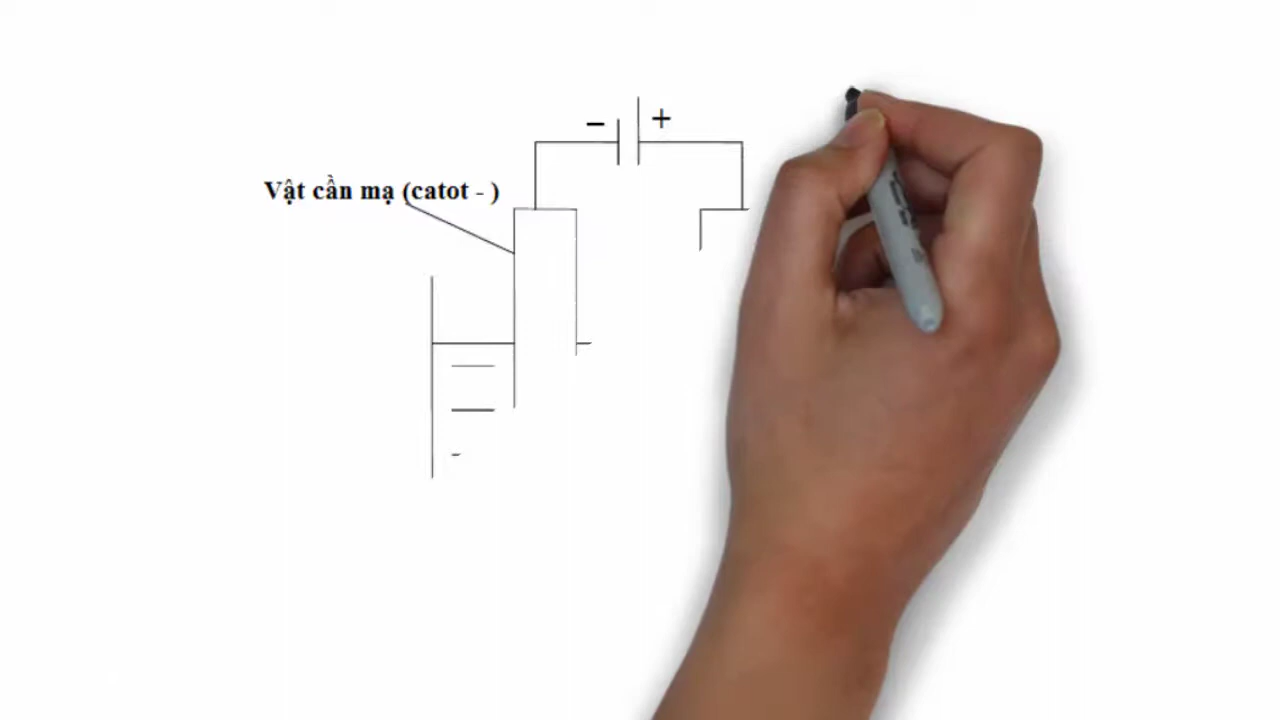 − +
Vật cần mạ (catot - )